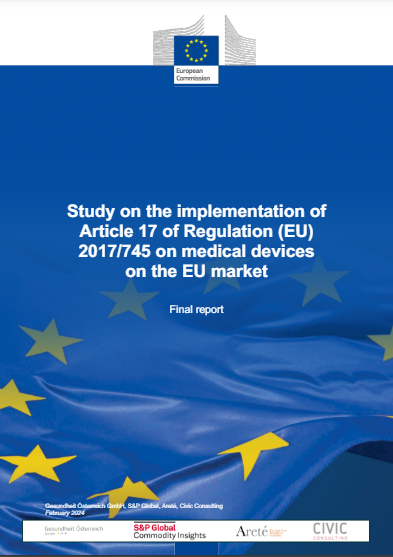 European
Commission
Study on the implementation of
Article 17 of Regulation (EU)
2017/745 on medical devices
on the EU market
Final report
Gesundheit Österreich GmbH, S&P Global, Areté, Civic Consulting
February 2024
Gesundheit Österreich
S&P Global
Commodity Insights
Areté
CIVIC
CONSULTING